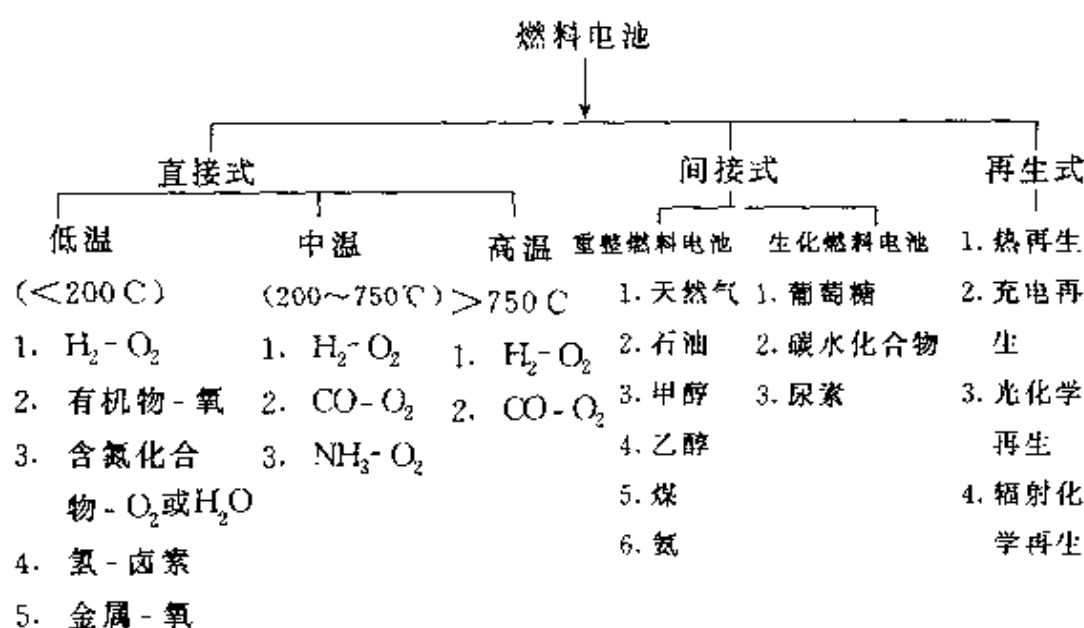 燃料电池
直接式 间接式 再生式
低温 中温 高温 重整燃料电池 生化燃料电池 1. 热再生
(<200 C) (200~750℃) >750 C 1. 天然气 1. 葡萄糖 2. 充电再
1. H₂-O₂ 1. H₂-O₂ 1. H₂-O₂ 2. 石油 2. 碳水化合物 生
2. 有机物-氧 2. CO-O₂ 2. CO-O₂ 3. 甲醇 3. 尿素 3. 光化学
3. 含氮化合 3. NH₃-O₂ 4. 乙醇 再生
物-O₂或H₂O 5. 煤 4. 辐射化
4. 氢-卤素 6. 氨 学再生
5. 金属-氧